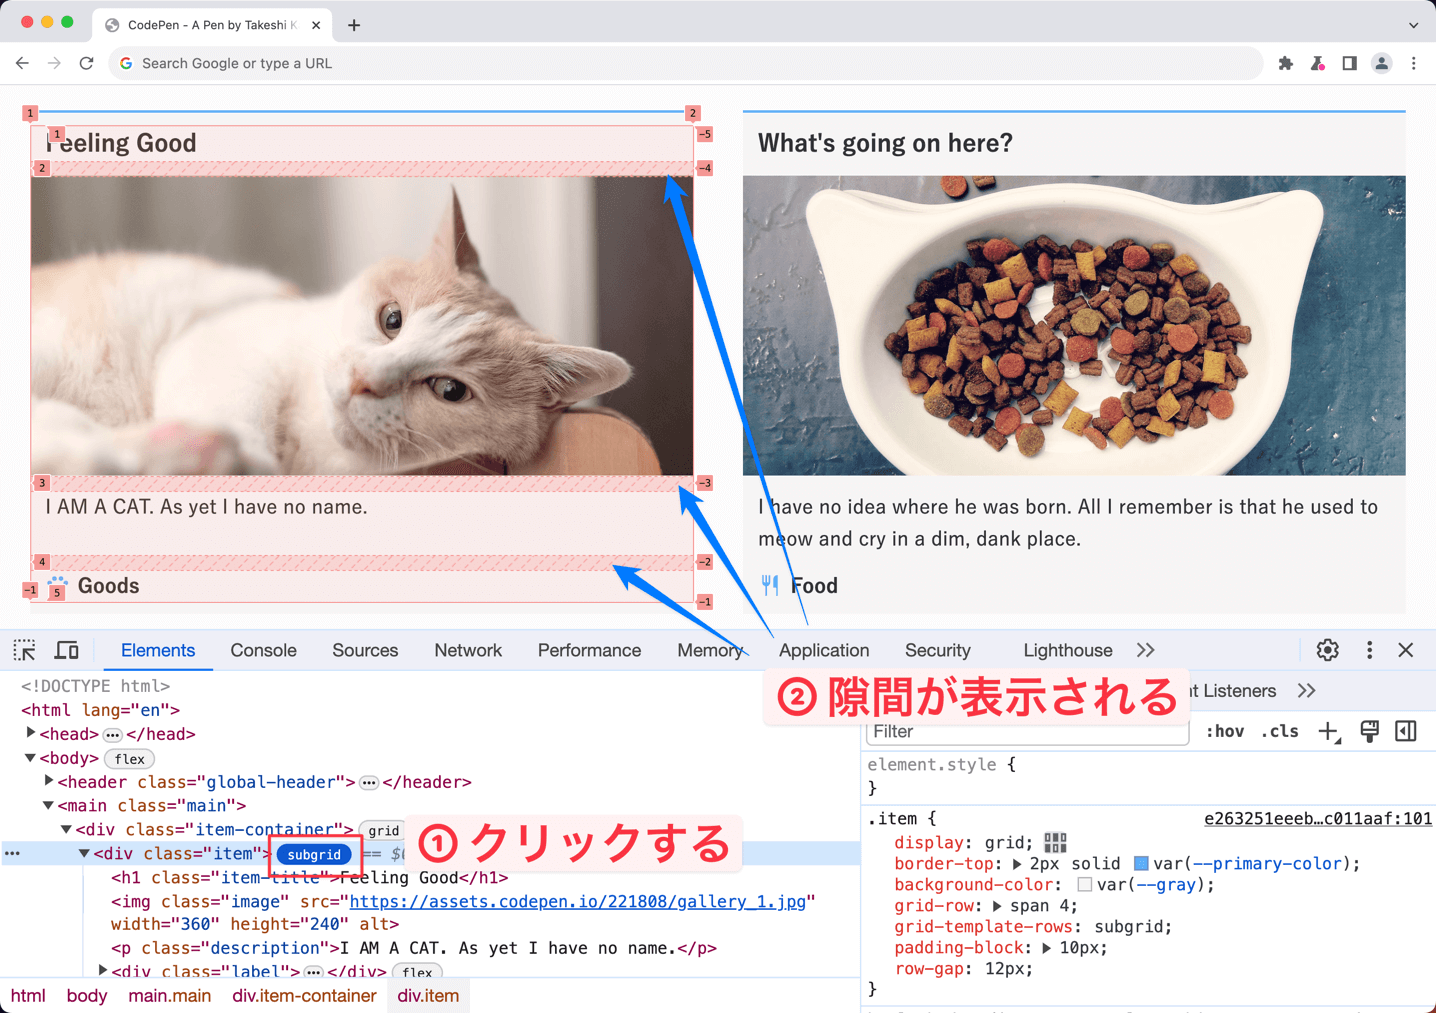 CodePen - A Pen by Takeshi K
Search Google or type a URL
1
2
1
Feeling Good
-5
2
-4
What's going on here?
3
-3
I AM A CAT. As yet I have no name.
I have no idea where he was born. All I remember is that he used to
meow and cry in a dim, dank place.
4
-2
-1
5
Goods
-1
Food
Elements
Console
Sources
Network
Performance
Memory
Application
Security
Lighthouse
② 隙間が表示される
nt Listeners
<!DOCTYPE html>
<html lang="en">
<head> ••• </head>
<body> flex
<header class="global-header"> ••• </header>
<main class="main">
<div class="item-container"> grid
••• <div class="item"> subgrid == $
① クリックする
<h1 class="item-title">Feeling Good</h1>
<img class="image" src="https://assets.codepen.io/221808/gallery_1.jpg"
width="360" height="240" alt>
<p class="description">I AM A CAT. As yet I have no name.</p>
<div class="label"> ••• </div> flex
html body main.main div.item-container div.item
Filter
:hov .cls
element.style {
}
.item {
e263251eeeb…c011aaf:101
display: grid;
border-top: 2px solid var(--primary-color);
background-color: var(--gray);
grid-row: span 4;
grid-template-rows: subgrid;
padding-block: 10px;
row-gap: 12px;
}